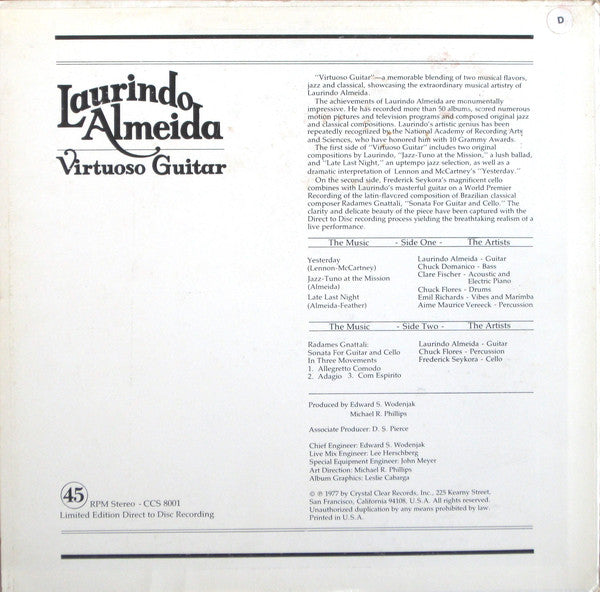 D
Laurindo
Almeida
Virtuoso Guitar
"Virtuoso Guitar"—a memorable blending of two musical flavors,
jazz and classical, showcasing the extraordinary musical artistry of
Laurindo Almeida.
The achievements of Laurindo Almeida are monumentally
impressive. He has recorded more than 50 albums, scored numerous
motion pictures and television programs and composed original jazz
and classical compositions. Laurindo's artistic genius has been
repeatedly recognized by the National Academy of Recording Arts
and Sciences, who have honored him with 10 Grammy Awards.
The first side of "Virtuoso Guitar" includes two original
compositions by Laurindo, "Jazz-Tuno at the Mission," a lush ballad,
and "Late Last Night," an uptempo jazz selection, as well as a
dramatic interpretation of Lennon and McCartney's "Yesterday."
On the second side, Frederick Seykora's magnificent cello
combines with Laurindo's masterful guitar on a World Premier
Recording of the latin-flavored composition of Brazilian classical
composer Radames Gnattali, "Sonata For Guitar and Cello." The
clarity and delicate beauty of the piece have been captured with the
Direct to Disc recording process yielding the breathtaking realism of a
live performance.
The Music - Side One - The Artists
Yesterday
(Lennon-McCartney)
Jazz-Tuno at the Mission
(Almeida)
Late Last Night
(Almeida-Feather)
Laurindo Almeida - Guitar
Chuck Domanico - Bass
Clare Fischer - Acoustic and
Electric Piano
Chuck Flores - Drums
Emil Richards - Vibes and Marimba
Aime Maurice Vereeck - Percussion
The Music - Side Two - The Artists
Radames Gnattali:
Sonata For Guitar and Cello
In Three Movements
1. Allegretto Comodo
2. Adagio 3. Com Espirito
Laurindo Almeida - Guitar
Chuck Flores - Percussion
Frederick Seykora - Cello
Produced by Edward S. Wodenjak
Michael R. Phillips
Associate Producer: D. S. Pierce
Chief Engineer: Edward S. Wodenjak
Live Mix Engineer: Lee Herschberg
Special Equipment Engineer: John Meyer
Art Direction: Michael R. Phillips
Album Graphics: Leslie Cabarga
© ℗ 1977 by Crystal Clear Records, Inc., 225 Kearny Street,
San Francisco, California 94108, U.S.A. All rights reserved.
Unauthorized duplication by any means prohibited by law.
Printed in U.S.A.
45 RPM Stereo - CCS 8001
Limited Edition Direct to Disc Recording